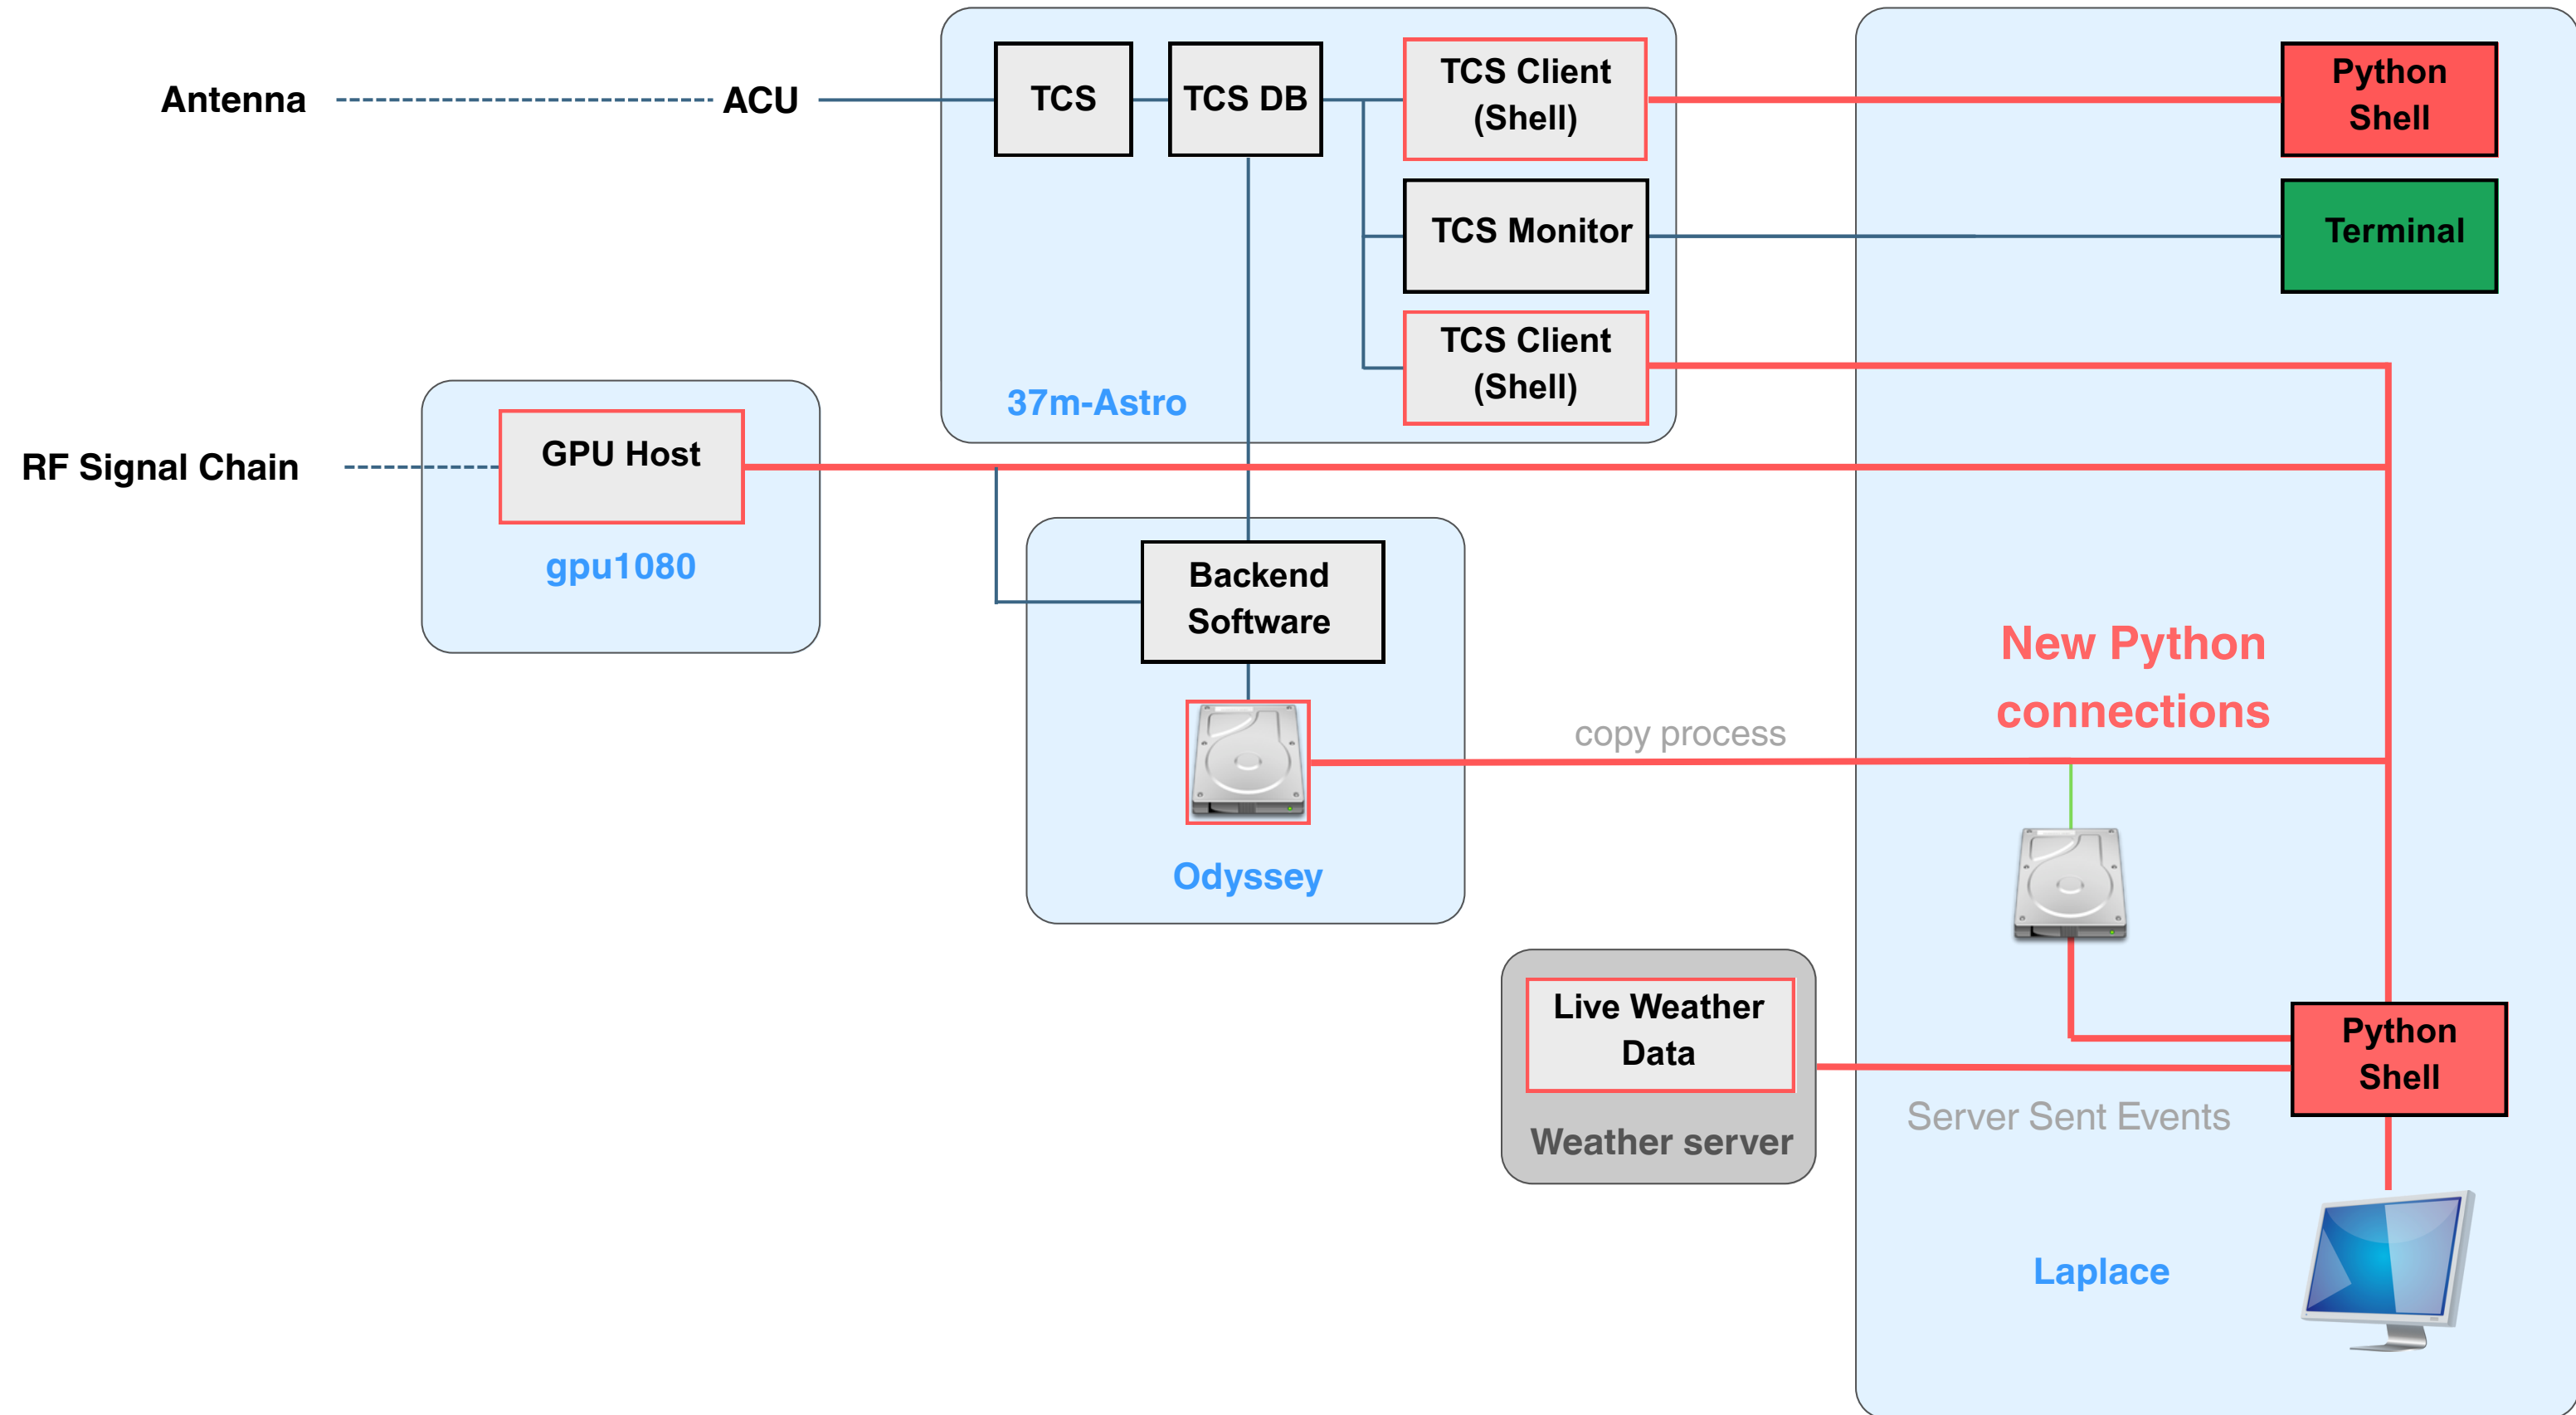 Antenna
ACU
TCS
TCS DB
TCS Client
(Shell)
Python
Shell
TCS Monitor
Terminal
TCS Client
(Shell)
37m-Astro
RF Signal Chain
GPU Host
gpu1080
Backend
Software
New Python
connections
copy process
Odyssey
Live Weather
Data
Weather server
Python
Shell
Server Sent Events
Laplace